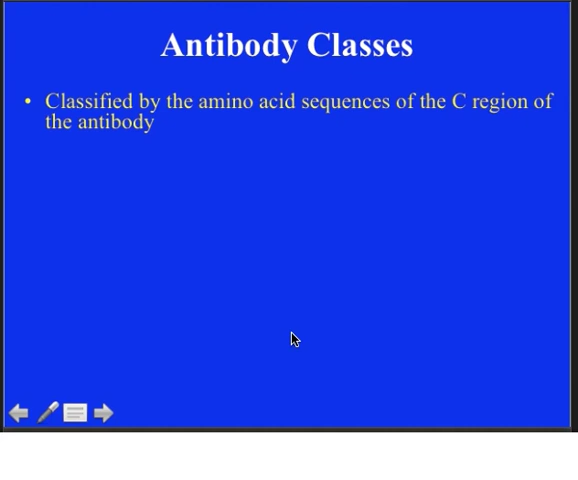 Antibody Classes
• Classified by the amino acid sequences of the C region of
the antibody